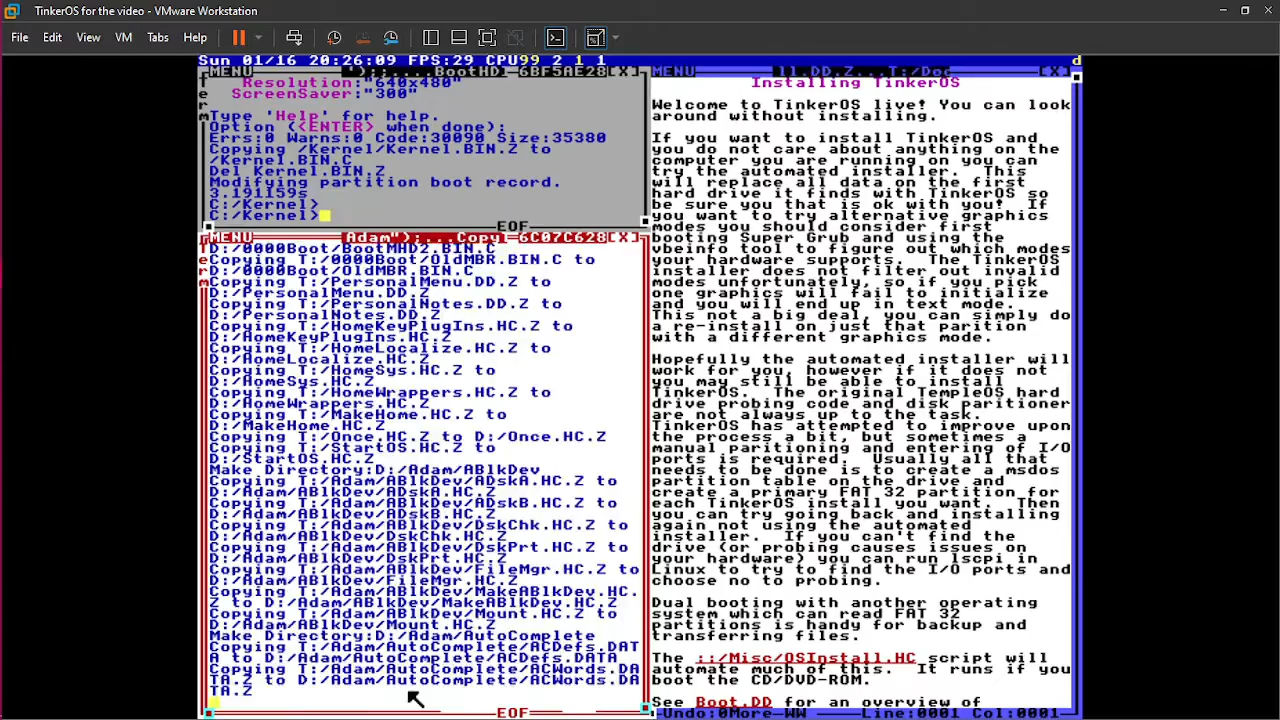 TinkerOS for the video - VMware Workstation
File Edit View VM Tabs Help
Sun 01/16 20:26:09 FPS:29 CPU99 2 1 1 d
MENU ");;....BootHD] 6BF5AE28[X]
Resolution:"640x480"
ScreenSaver:"300"
Type 'Help' for help.
Option (<ENTER> when done):
Errs:0 Warns:0 Code:30090 Size:35380
Copying /Kernel/Kernel.BIN.Z to
/Kernel.BIN.C
Del Kernel.BIN.Z
Modifying partition boot record.
3.191159s
C:/Kernel>
C:/Kernel>
EOF
MENU Adam");...Copy 6C07C628[X]
D:/0000Boot/BootMHD2.BIN.C
Copying T:/0000Boot/OldMBR.BIN.C to
D:/0000Boot/OldMBR.BIN.C
Copying T:/PersonalMenu.DD.Z to
D:/PersonalMenu.DD.Z
Copying T:/PersonalNotes.DD.Z to
D:/PersonalNotes.DD.Z
Copying T:/HomeKeyPlugIns.HC.Z to
D:/HomeKeyPlugIns.HC.Z
Copying T:/HomeLocalize.HC.Z to
D:/HomeLocalize.HC.Z
Copying T:/HomeSys.HC.Z to
D:/HomeSys.HC.Z
Copying T:/HomeWrappers.HC.Z to
D:/HomeWrappers.HC.Z
Copying T:/MakeHome.HC.Z to
D:/MakeHome.HC.Z
Copying T:/Once.HC.Z to D:/Once.HC.Z
Copying T:/StartOS.HC.Z to
D:/StartOS.HC.Z
Make Directory:D:/Adam/ABlkDev
Copying T:/Adam/ABlkDev/ADskA.HC.Z to
D:/Adam/ABlkDev/ADskA.HC.Z
Copying T:/Adam/ABlkDev/ADskB.HC.Z to
D:/Adam/ABlkDev/ADskB.HC.Z
Copying T:/Adam/ABlkDev/DskChk.HC.Z to
D:/Adam/ABlkDev/DskChk.HC.Z
Copying T:/Adam/ABlkDev/DskPrt.HC.Z to
D:/Adam/ABlkDev/DskPrt.HC.Z
Copying T:/Adam/ABlkDev/FileMgr.HC.Z to
D:/Adam/ABlkDev/FileMgr.HC.Z
Copying T:/Adam/ABlkDev/MakeABlkDev.HC.
Z to D:/Adam/ABlkDev/MakeABlkDev.HC.Z
Copying T:/Adam/ABlkDev/Mount.HC.Z to
D:/Adam/ABlkDev/Mount.HC.Z
Make Directory:D:/Adam/AutoComplete
Copying T:/Adam/AutoComplete/ACDefs.DAT
A to D:/Adam/AutoComplete/ACDefs.DATA
Copying T:/Adam/AutoComplete/ACWords.DA
TA.Z to D:/Adam/AutoComplete/ACWords.DA
TA.Z
EOF
MENU ll.DD.Z...T:/Doc [X]
Installing TinkerOS
Welcome to TinkerOS live! You can look
around without installing.
If you want to install TinkerOS and
you do not care about anything on the
computer you are running on you can
try the automated installer. This
will replace all data on the first
hard drive it finds with TinkerOS so
be sure you that is ok with you! If
you want to try alternative graphics
modes you should consider first
booting Super Grub and using the
vbeinfo tool to figure out which modes
your hardware supports. The TinkerOS
installer does not filter out invalid
modes unfortunately, so if you pick
one graphics will fail to initialize
and you will end up in text mode.
This not a big deal, you can simply do
a re-install on just that parition
with a different graphics mode.
Hopefully the automated installer will
work for you, however if it does not
you may still be able to install
TinkerOS. The original TempleOS hard
drive probing code and disk paritioner
are not always up to the task.
TinkerOS has attempted to improve upon
the process a bit, but sometimes a
manual paritioning and entering of I/O
ports is required. Usually all that
needs to be done is to create a msdos
partition table on the drive and
create a primary FAT 32 partition for
each TinkerOS install you want. Then
you can try going back and installing
again not using the automated
installer. If you can't find the
drive (or probing causes issues on
your hardware) you can run lscpi in
Linux to try to find the I/O ports and
choose no to probing.
Dual booting with another operating
system which can read FAT 32
partitions is handy for backup and
transferring files.
The ::/Misc/OSInstall.HC script will
automate much of this. It runs if you
boot the CD/DVD-ROM.
See Boot.DD for an overview of
Undo:0More WW Line:0001 Col:0001